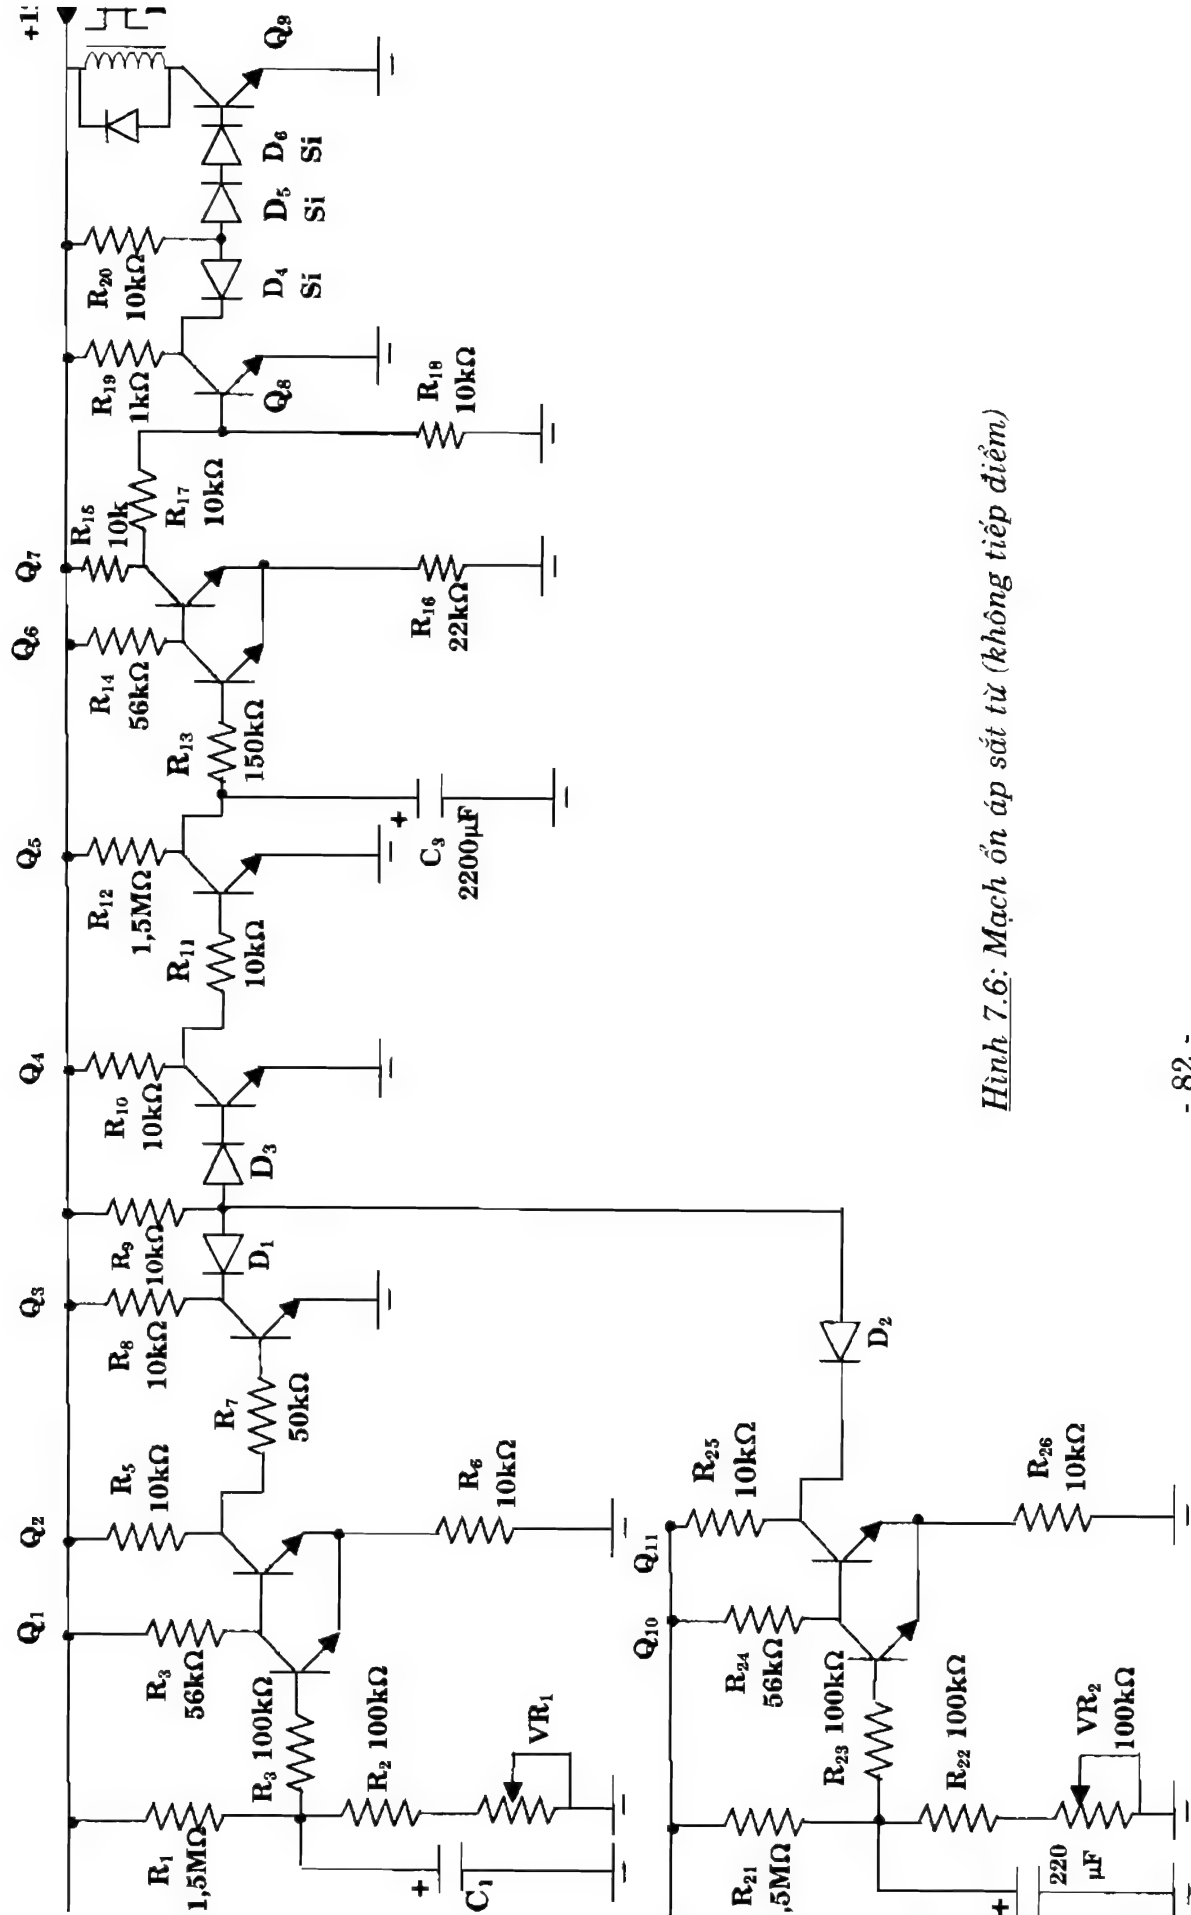 Q₁
Q₂
Q₃
Q₄
Q₅
Q₆
Q₇
R₁
1,5MΩ
R₃
56kΩ
R₅
10kΩ
R₈
10kΩ
R₉
10kΩ
R₁₀
10kΩ
R₁₂
1,5MΩ
R₁₄
56kΩ
R₁₅
10k
R₁₉
1kΩ
R₂₀
10kΩ
R₃ 100kΩ
R₇
50kΩ
D₁
D₃
R₁₁
10kΩ
R₁₃
150kΩ
R₁₇
10kΩ
Q₈
D₄
Si
D₅
Si
D₆
Si
Q₉
+
C₁
R₂ 100kΩ
VR₁
R₆
10kΩ
+
C₃
2200µF
R₁₆
22kΩ
R₁₈
10kΩ
Q₁₀
Q₁₁
R₂₁
,5MΩ
R₂₄
56kΩ
R₂₅
10kΩ
D₂
R₂₃ 100kΩ
R₂₂ 100kΩ
+
220
µF
VR₂
100kΩ
R₂₆
10kΩ
Hình 7.6: Mạch ổn áp sắt từ (không tiếp điểm)
- 82 -